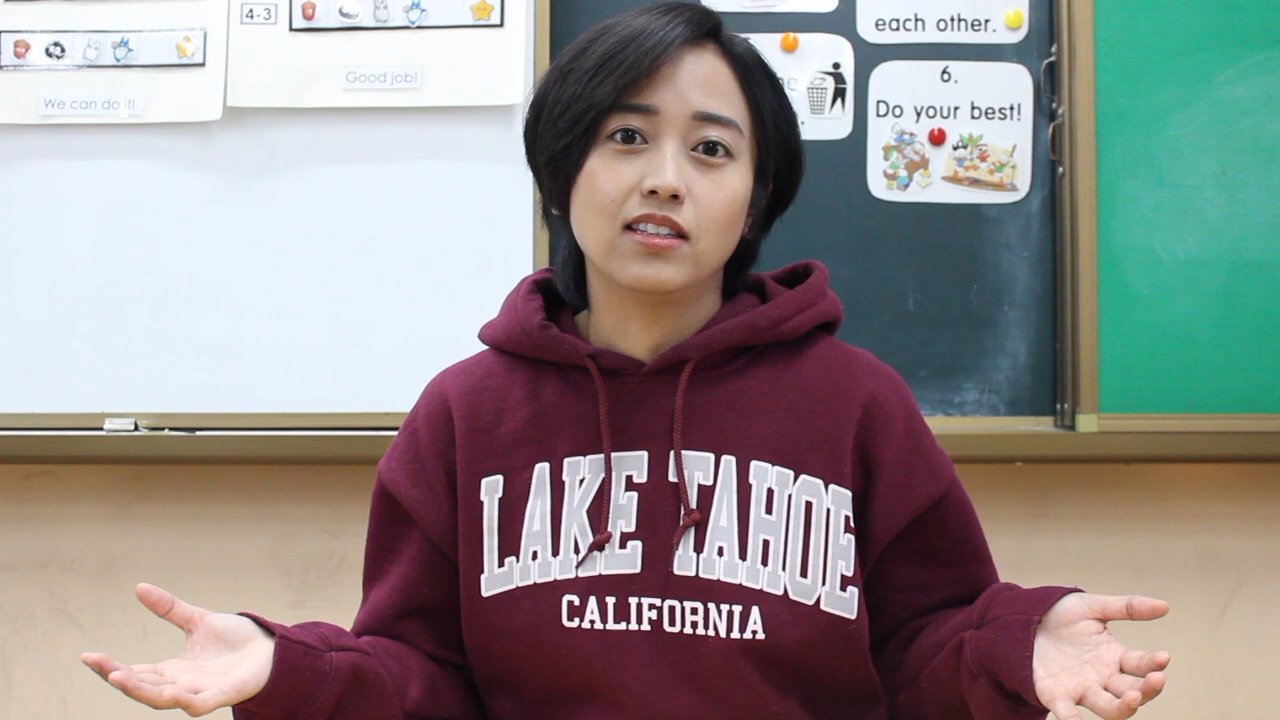 4-3
Good job!
We can do it!
each other.
6.
Do your best!
LAKE TAHOE
CALIFORNIA